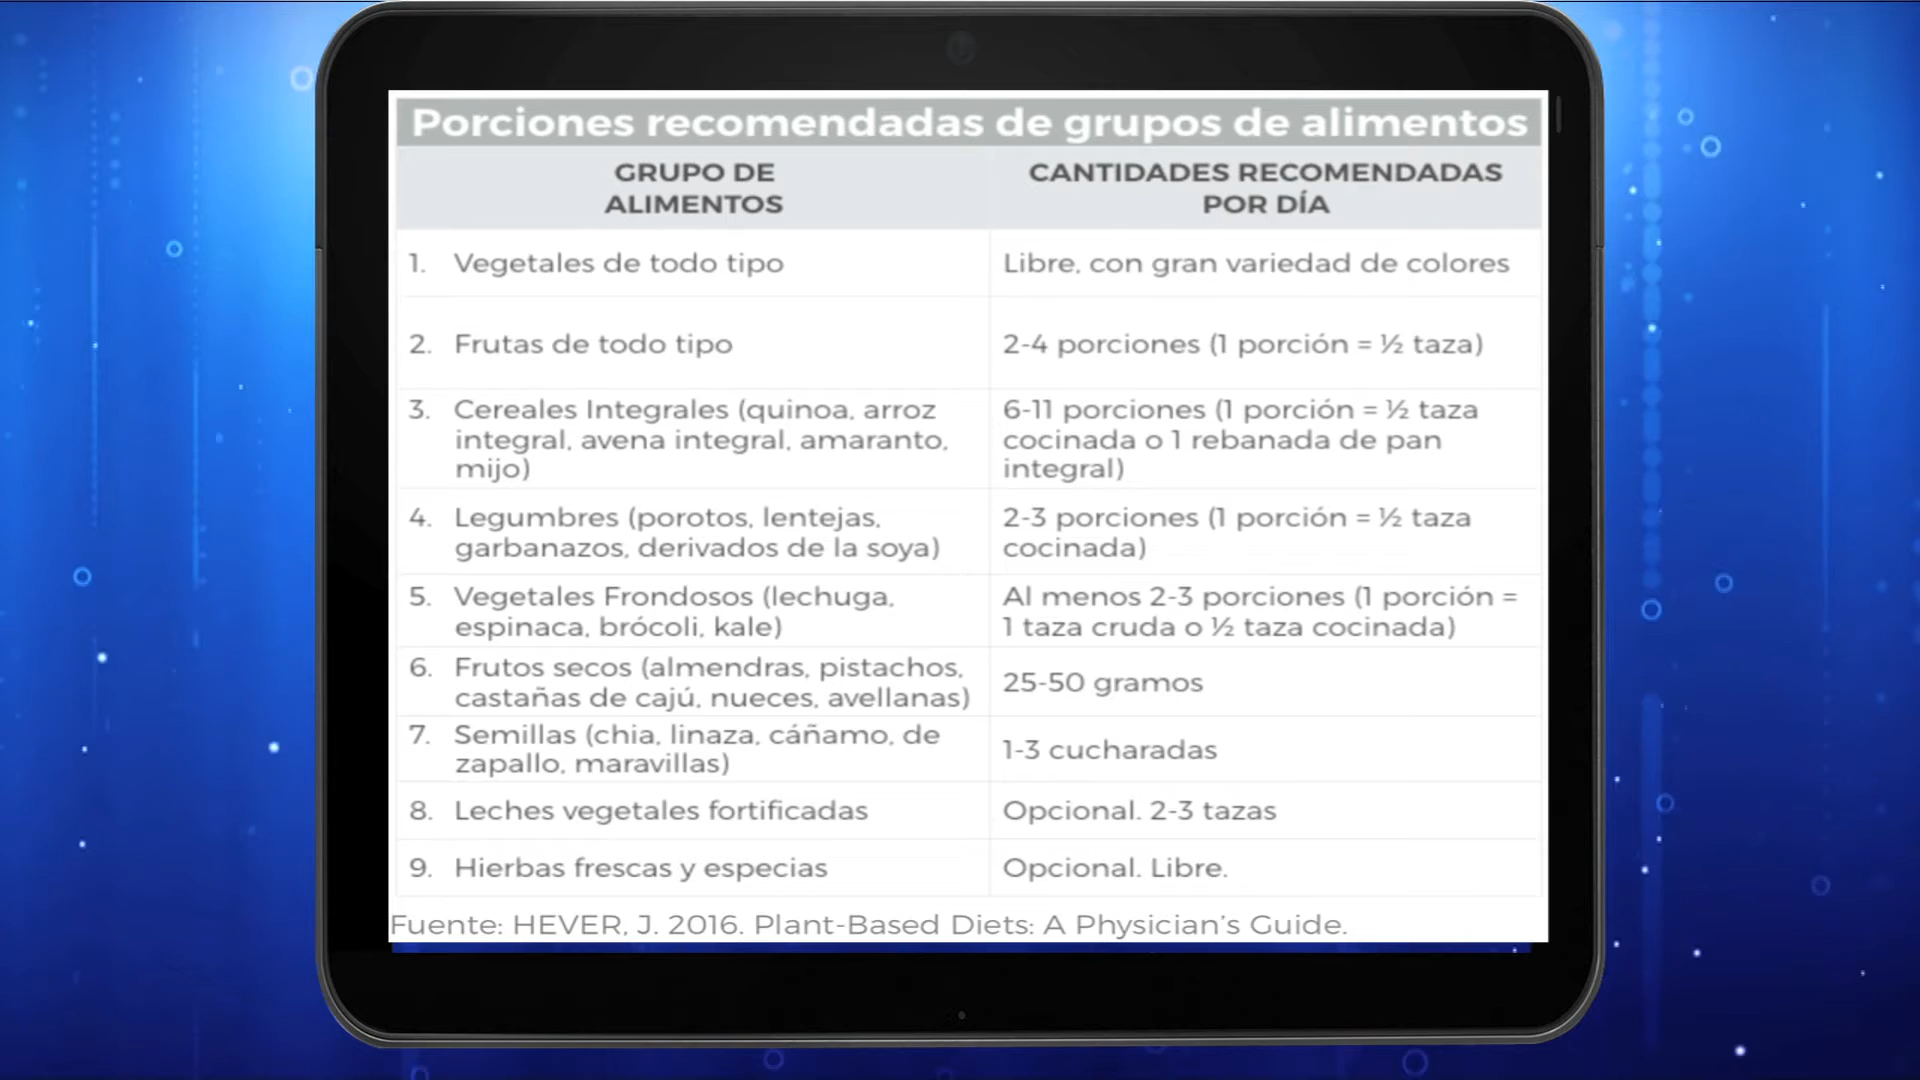 Porciones recomendadas de grupos de alimentos
GRUPO DE
ALIMENTOS
CANTIDADES RECOMENDADAS
POR DÍA
1. Vegetales de todo tipo
Libre, con gran variedad de colores
2. Frutas de todo tipo
2-4 porciones (1 porción = ½ taza)
3. Cereales Integrales (quinoa, arroz
integral, avena integral, amaranto,
mijo)
6-11 porciones (1 porción = ½ taza
cocinada o 1 rebanada de pan
integral)
4. Legumbres (porotos, lentejas,
garbanazos, derivados de la soya)
2-3 porciones (1 porción = ½ taza
cocinada)
5. Vegetales Frondosos (lechuga,
espinaca, brócoli, kale)
Al menos 2-3 porciones (1 porción =
1 taza cruda o ½ taza cocinada)
6. Frutos secos (almendras, pistachos,
castañas de cajú, nueces, avellanas)
25-50 gramos
7. Semillas (chia, linaza, cáñamo, de
zapallo, maravillas)
1-3 cucharadas
8. Leches vegetales fortificadas
Opcional. 2-3 tazas
9. Hierbas frescas y especias
Opcional. Libre.
Fuente: HEVER, J. 2016. Plant-Based Diets: A Physician's Guide.